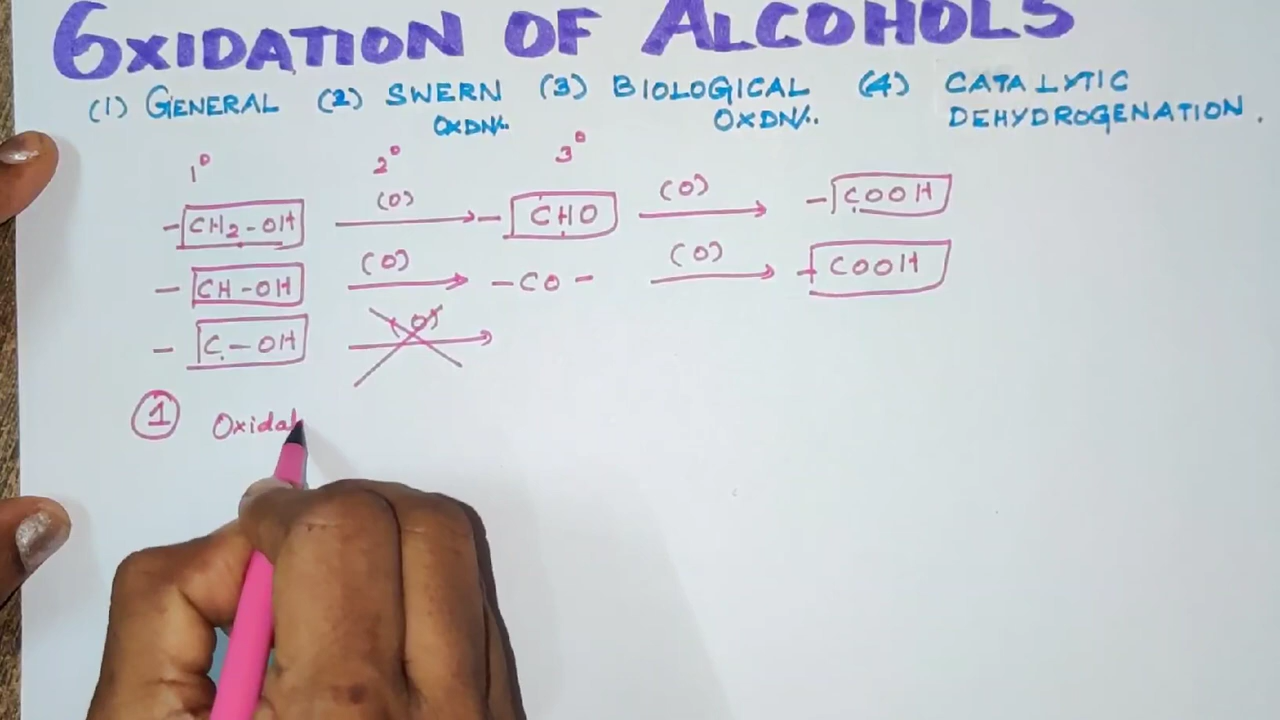 OXIDATION OF ALCOHOLS
(1) GENERAL (2) SWERN OXDN/. (3) BIOLOGICAL OXDN/. (4) CATALYTIC DEHYDROGENATION.
1° 2° 3°
-CH2-OH (O) -CHO (O) -COOH
-CH-OH (O) -CO- (O) -COOH
-C-OH (O)
1 Oxidat